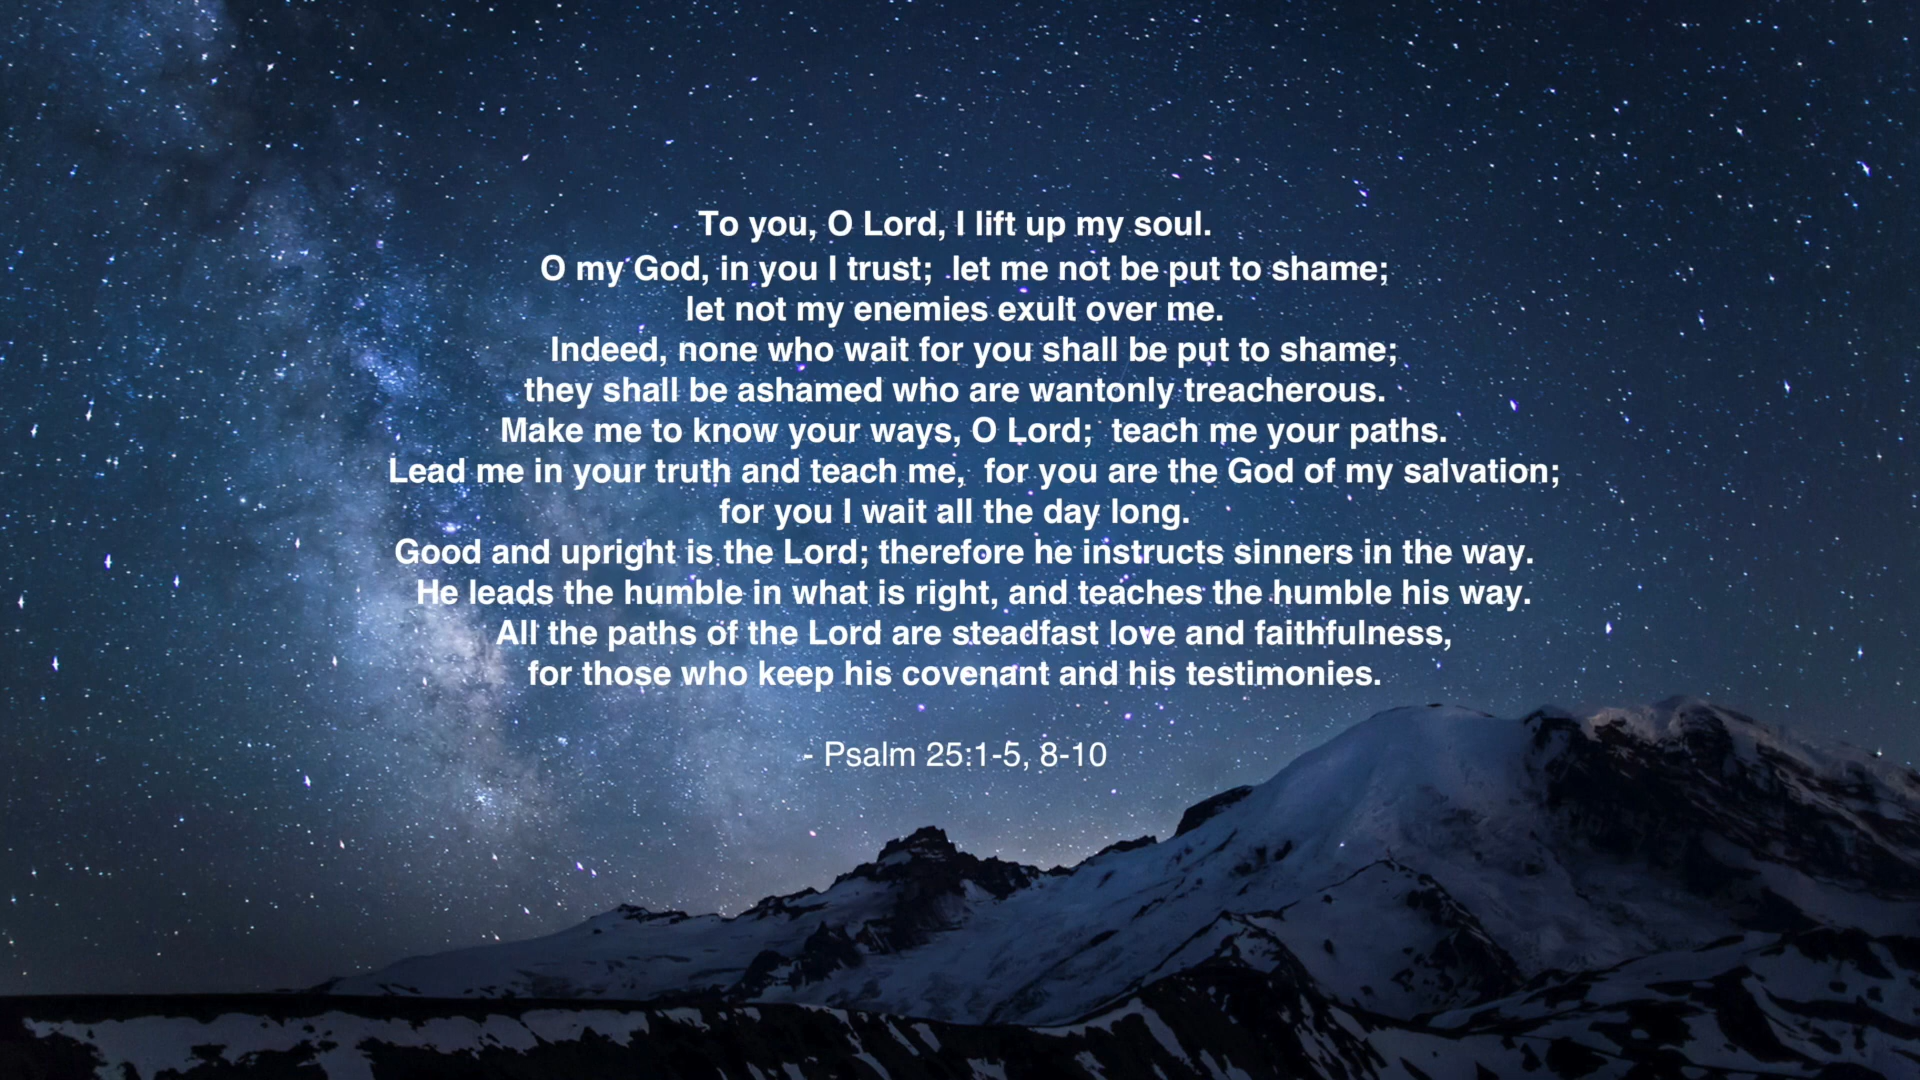 To you, O Lord, I lift up my soul.
O my God, in you I trust;  let me not be put to shame;
let not my enemies exult over me.
Indeed, none who wait for you shall be put to shame;
they shall be ashamed who are wantonly treacherous.
Make me to know your ways, O Lord;  teach me your paths.
Lead me in your truth and teach me,  for you are the God of my salvation;
for you I wait all the day long.
Good and upright is the Lord; therefore he instructs sinners in the way.
He leads the humble in what is right, and teaches the humble his way.
All the paths of the Lord are steadfast love and faithfulness,
for those who keep his covenant and his testimonies.
- Psalm 25:1-5, 8-10